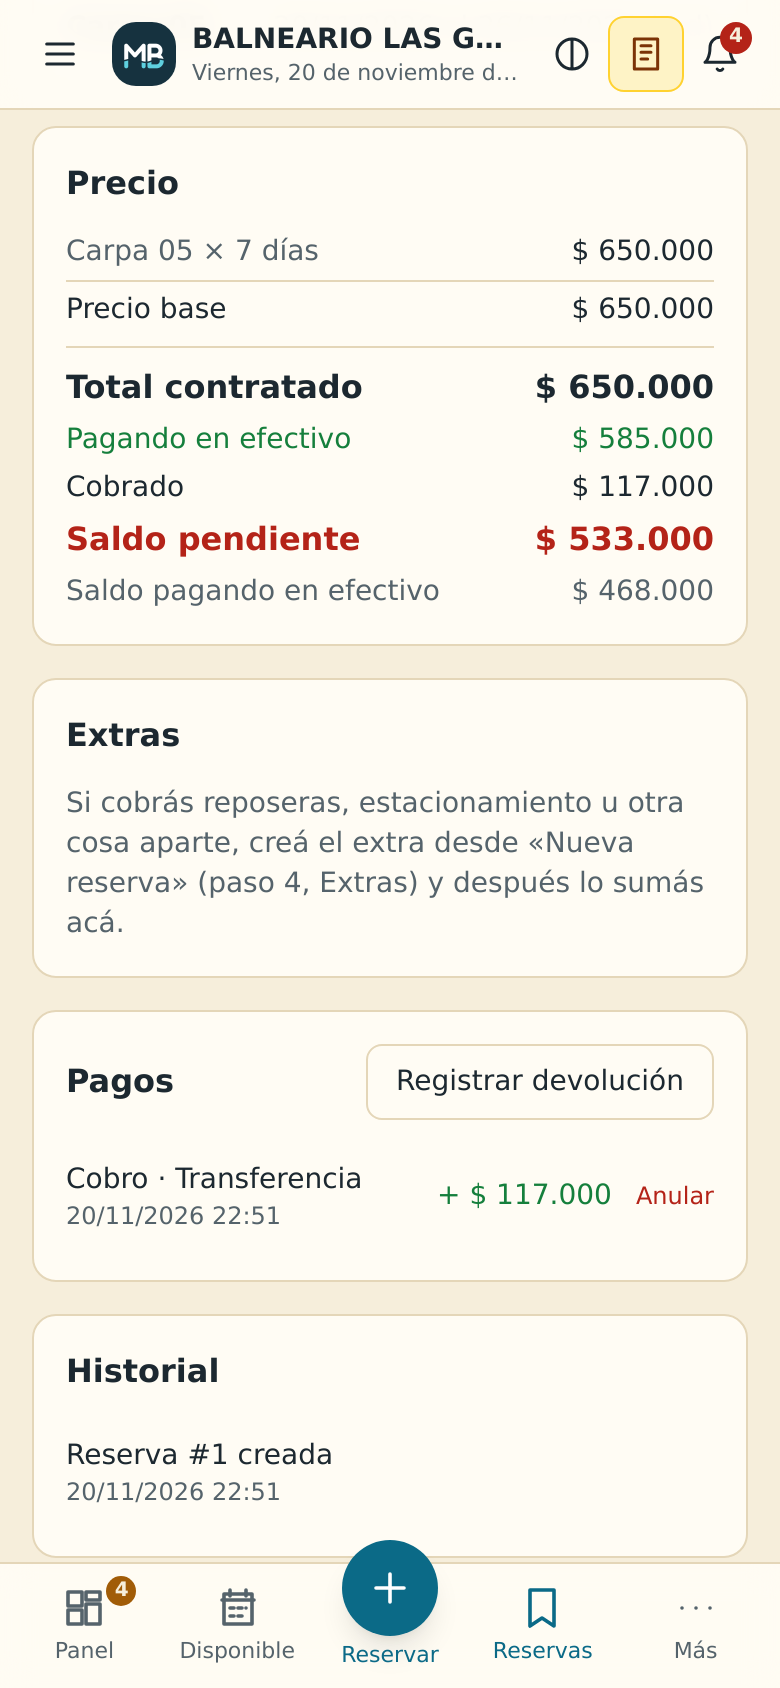 MB
BALNEARIO LAS G...
Viernes, 20 de noviembre d...
4
Precio
Carpa 05 × 7 días $ 650.000
Precio base $ 650.000
Total contratado $ 650.000
Pagando en efectivo $ 585.000
Cobrado $ 117.000
Saldo pendiente $ 533.000
Saldo pagando en efectivo $ 468.000
Extras
Si cobrás reposeras, estacionamiento u otra
cosa aparte, creá el extra desde «Nueva
reserva» (paso 4, Extras) y después lo sumás
acá.
Pagos
Registrar devolución
Cobro · Transferencia
20/11/2026 22:51
+ $ 117.000 Anular
Historial
Reserva #1 creada
20/11/2026 22:51
4
Panel
Disponible
Reservar
Reservas
Más